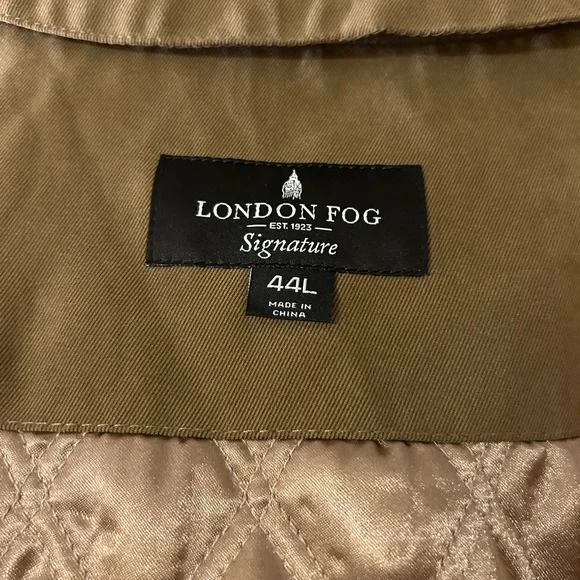 LONDON FOG
EST. 1923
Signature
44L
MADE IN
CHINA